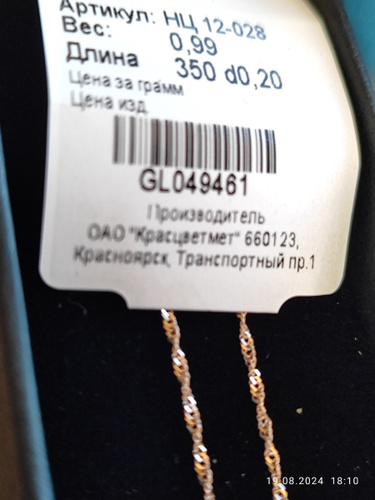 Артикул: НЦ 12-028
Вес: 0,99
Длина 350 d0,20
Цена за грамм
Цена изд.
GL049461
Производитель
ОАО "Красцветмет" 660123,
Красноярск, Транспортный пр.1
19.08.2024 18:10